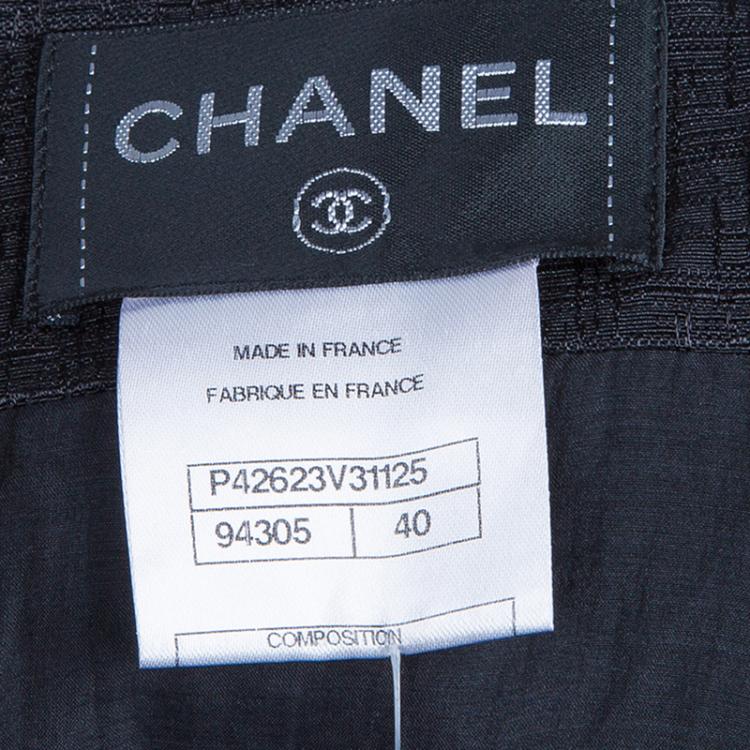 CHANEL
MADE IN FRANCE
FABRIQUE EN FRANCE
P42623V31125
94305 40
COMPOSITION